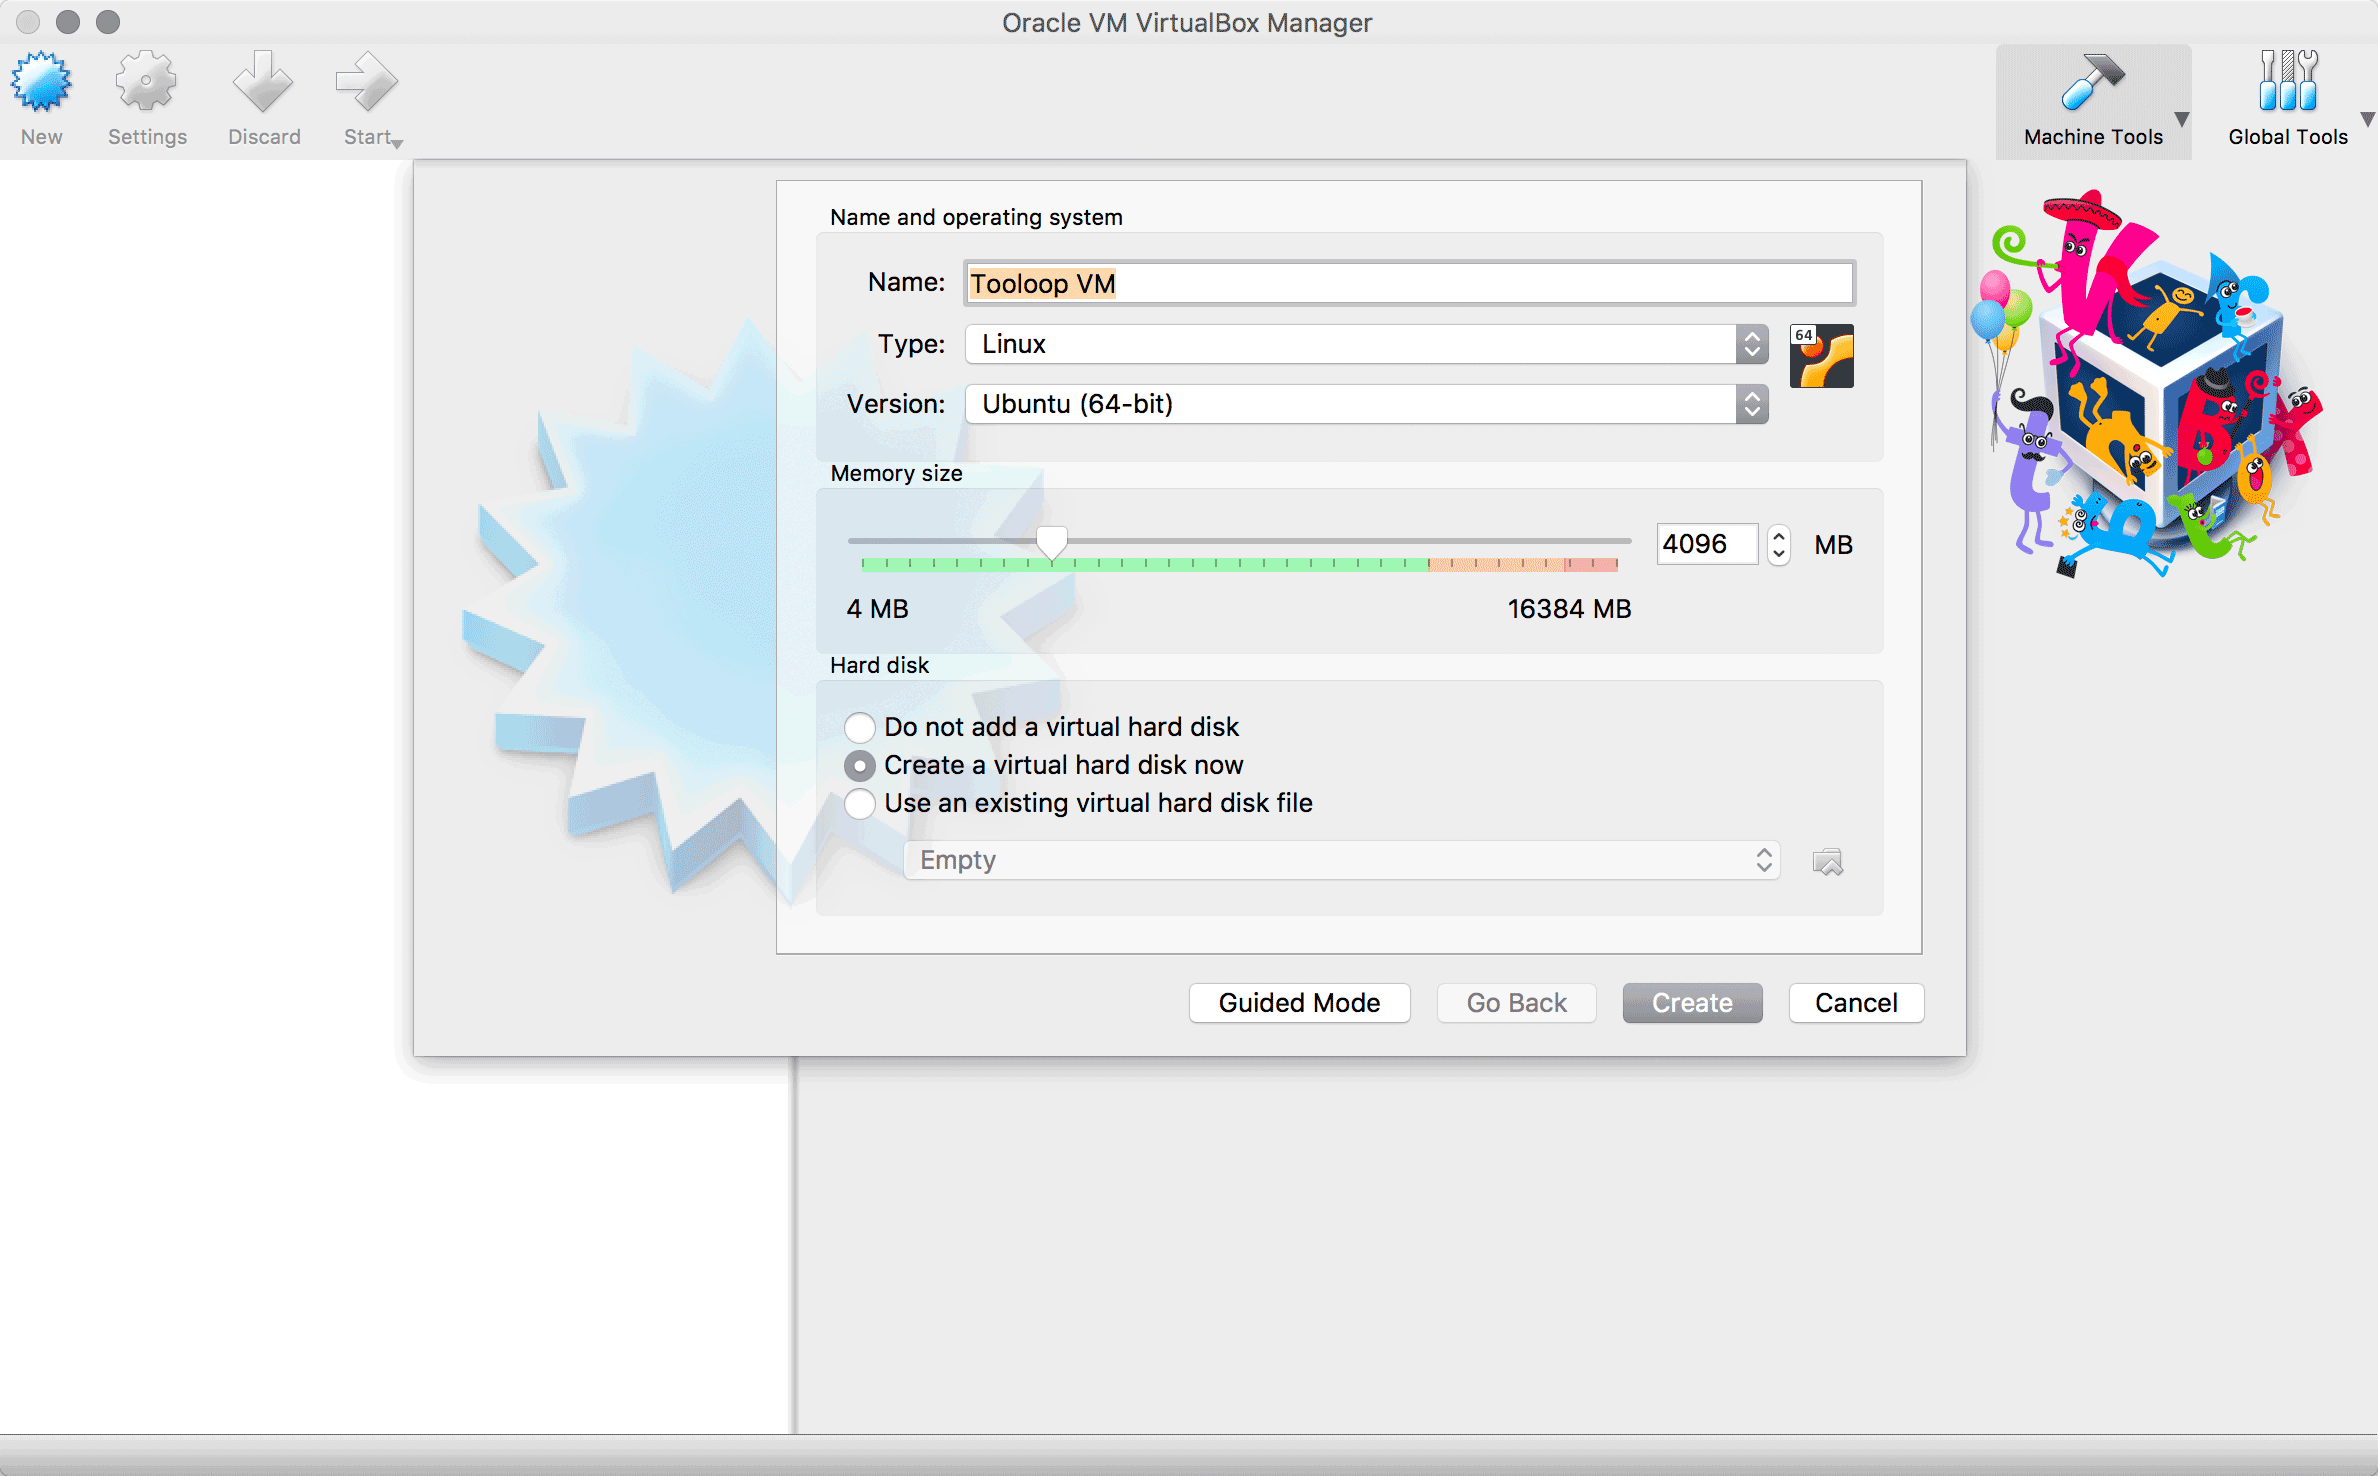 Oracle VM VirtualBox Manager
New
Settings
Discard
Start
Machine Tools
Global Tools
Name and operating system
Name: Tooloop VM
Type: Linux
64
Version: Ubuntu (64-bit)
Memory size
4096 MB
4 MB
16384 MB
Hard disk
Do not add a virtual hard disk
Create a virtual hard disk now
Use an existing virtual hard disk file
Empty
Guided Mode
Go Back
Create
Cancel